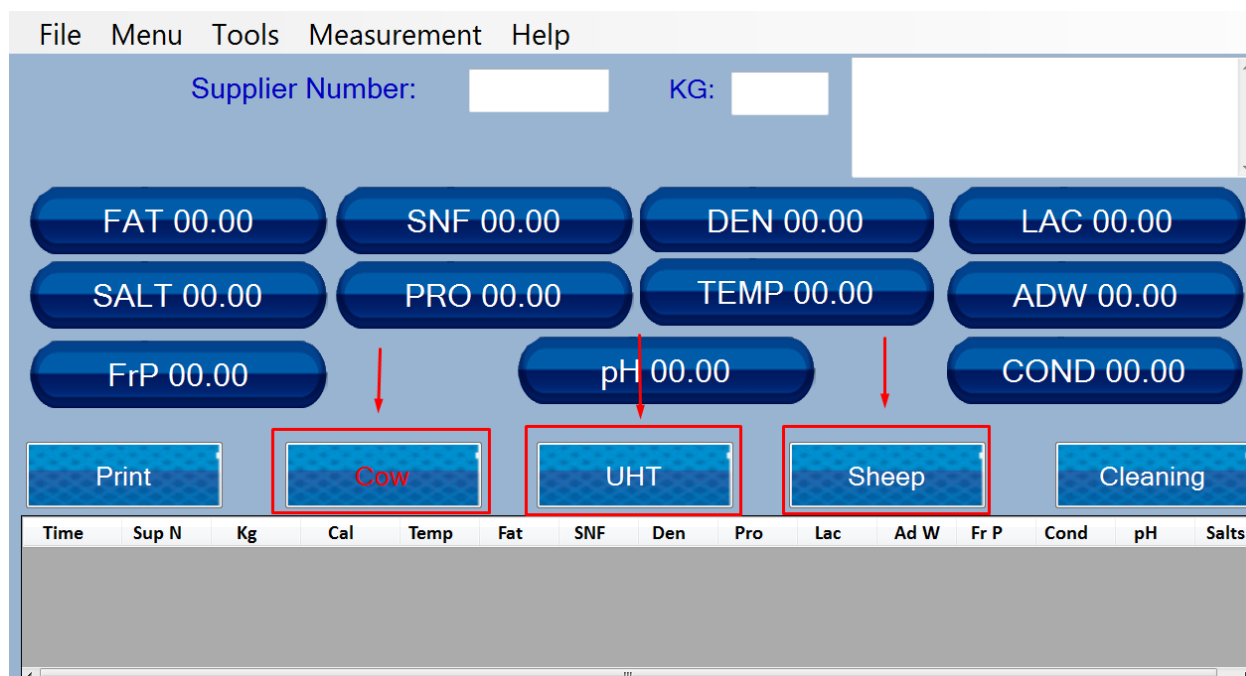 File Menu Tools Measurement Help
Supplier Number: KG:
FAT 00.00 SNF 00.00 DEN 00.00 LAC 00.00
SALT 00.00 PRO 00.00 TEMP 00.00 ADW 00.00
FrP 00.00 pH 00.00 COND 00.00
Print Cow UHT Sheep Cleaning
Time Sup N Kg Cal Temp Fat SNF Den Pro Lac Ad W Fr P Cond pH Salts